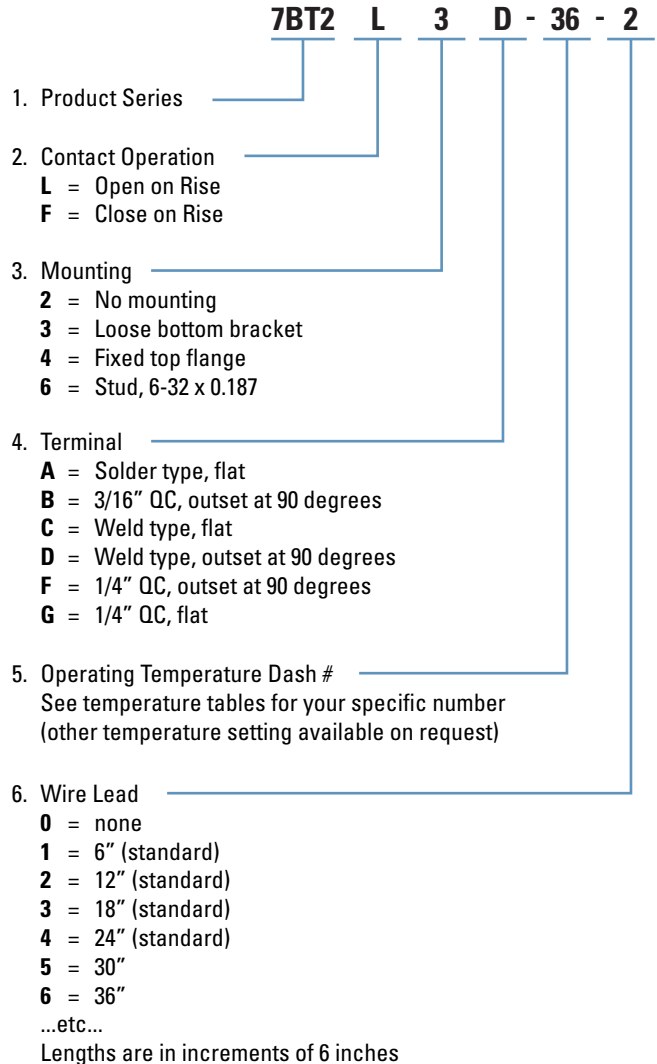 7BT2 L 3 D - 36 - 2
1. Product Series
2. Contact Operation
L = Open on Rise
F = Close on Rise
3. Mounting
2 = No mounting
3 = Loose bottom bracket
4 = Fixed top flange
6 = Stud, 6-32 x 0.187
4. Terminal
A = Solder type, flat
B = 3/16” QC, outset at 90 degrees
C = Weld type, flat
D = Weld type, outset at 90 degrees
F = 1/4” QC, outset at 90 degrees
G = 1/4” QC, flat
5. Operating Temperature Dash #
See temperature tables for your specific number
(other temperature setting available on request)
6. Wire Lead
0 = none
1 = 6” (standard)
2 = 12” (standard)
3 = 18” (standard)
4 = 24” (standard)
5 = 30”
6 = 36”
...etc...
Lengths are in increments of 6 inches